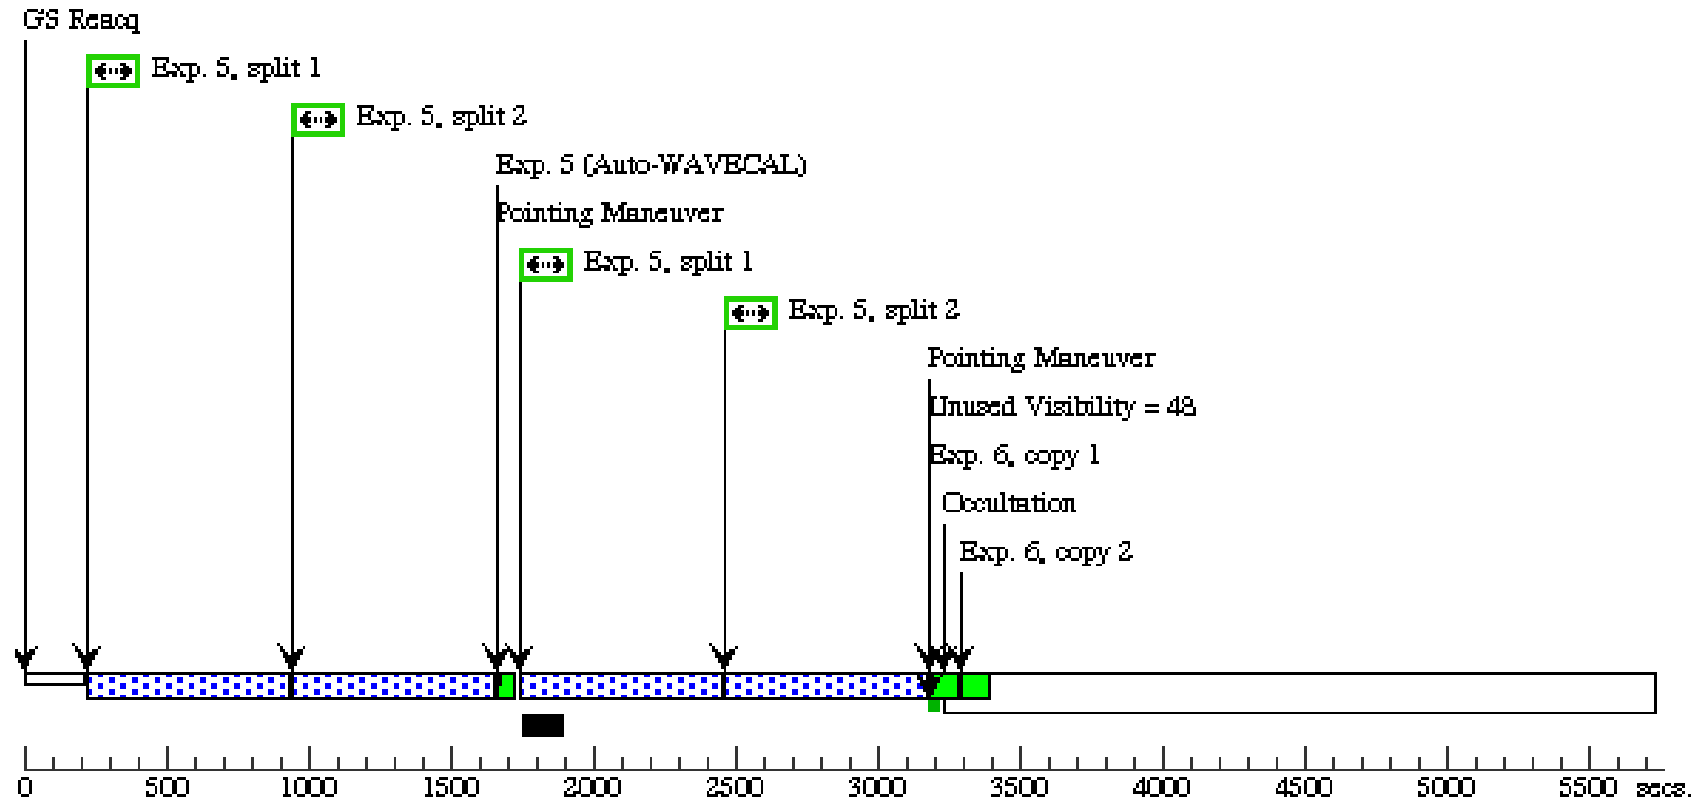 GS Reacq
Exp. 5, split 1
Exp. 5, split 2
Exp. 5 (Auto-WAVECAL)
Pointing Maneuver
Exp. 5, split 1
Exp. 5, split 2
Pointing Maneuver
Unused Visibility = 48
Exp. 6, copy 1
Occultation
Exp. 6, copy 2
0 500 1000 1500 2000 2500 3000 3500 4000 4500 5000 5500 secs.